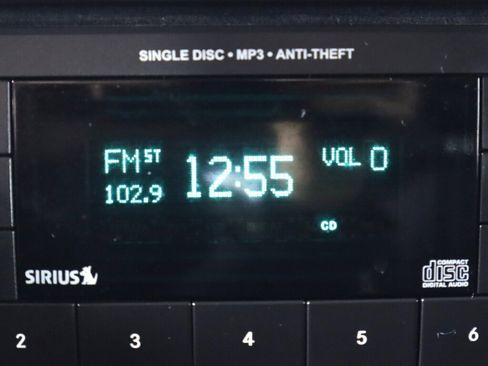 SINGLE DISC • MP3 • ANTI-THEFT
FM ST 12:55 VOL 0
102.9
CD
SIRIUS
COMPACT
disc
DIGITAL AUDIO
2 3 4 5 6